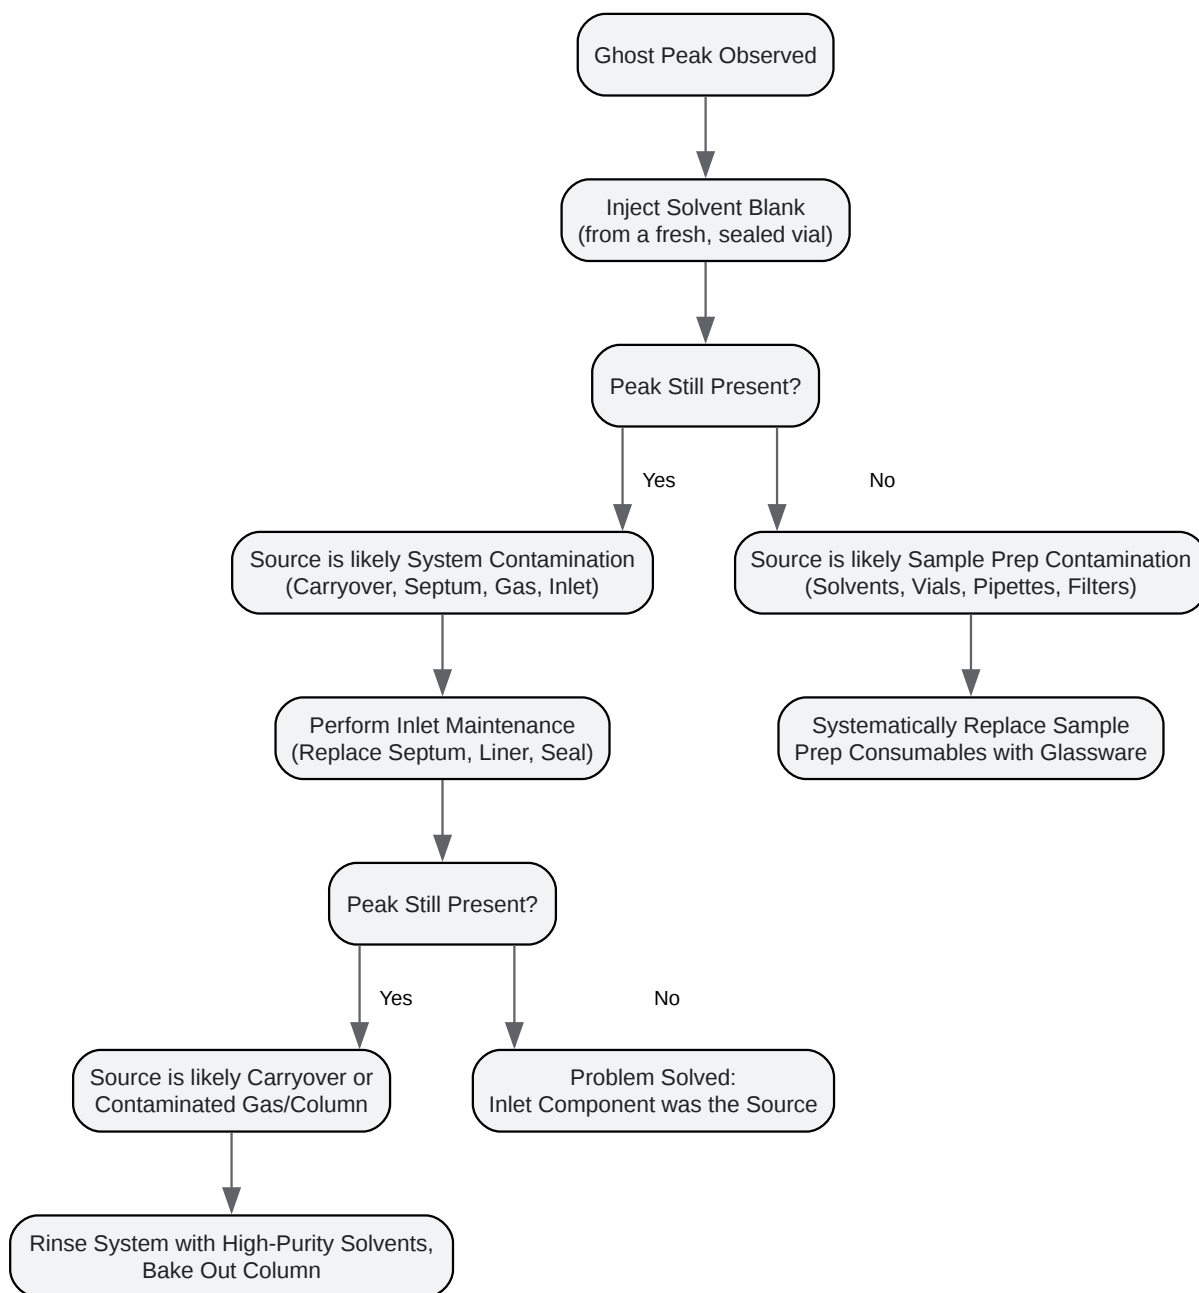 Ghost Peak Observed
Inject Solvent Blank
(from a fresh, sealed vial)
Peak Still Present?
Yes
No
Source is likely System Contamination
(Carryover, Septum, Gas, Inlet)
Source is likely Sample Prep Contamination
(Solvents, Vials, Pipettes, Filters)
Perform Inlet Maintenance
(Replace Septum, Liner, Seal)
Systematically Replace Sample
Prep Consumables with Glassware
Peak Still Present?
Yes
No
Source is likely Carryover or
Contaminated Gas/Column
Problem Solved:
Inlet Component was the Source
Rinse System with High-Purity Solvents,
Bake Out Column